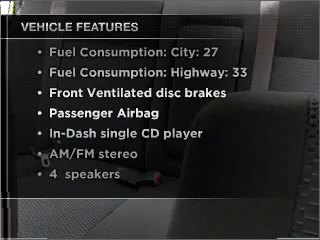 VEHICLE FEATURES
• Fuel Consumption: City: 27
• Fuel Consumption: Highway: 33
• Front Ventilated disc brakes
• Passenger Airbag
• In-Dash single CD player
• AM/FM stereo
• 4 speakers